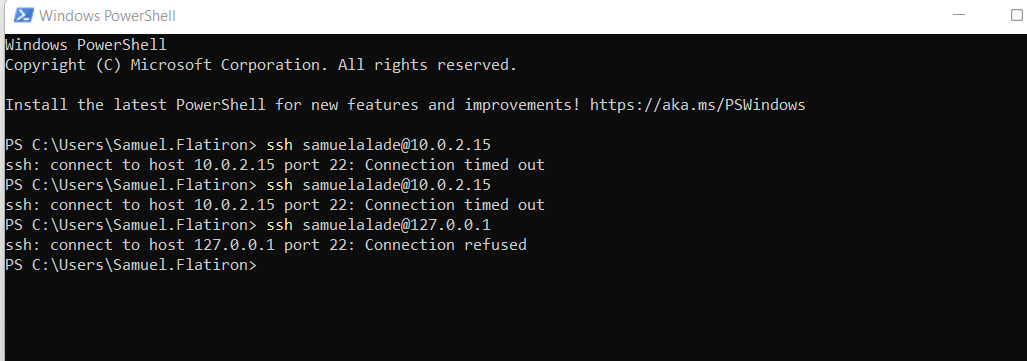 Windows PowerShell
Windows PowerShell
Copyright (C) Microsoft Corporation. All rights reserved.
Install the latest PowerShell for new features and improvements! https://aka.ms/PSWindows
PS C:\Users\Samuel.Flatiron> ssh samuelalade@10.0.2.15
ssh: connect to host 10.0.2.15 port 22: Connection timed out
PS C:\Users\Samuel.Flatiron> ssh samuelalade@10.0.2.15
ssh: connect to host 10.0.2.15 port 22: Connection timed out
PS C:\Users\Samuel.Flatiron> ssh samuelalade@127.0.0.1
ssh: connect to host 127.0.0.1 port 22: Connection refused
PS C:\Users\Samuel.Flatiron>